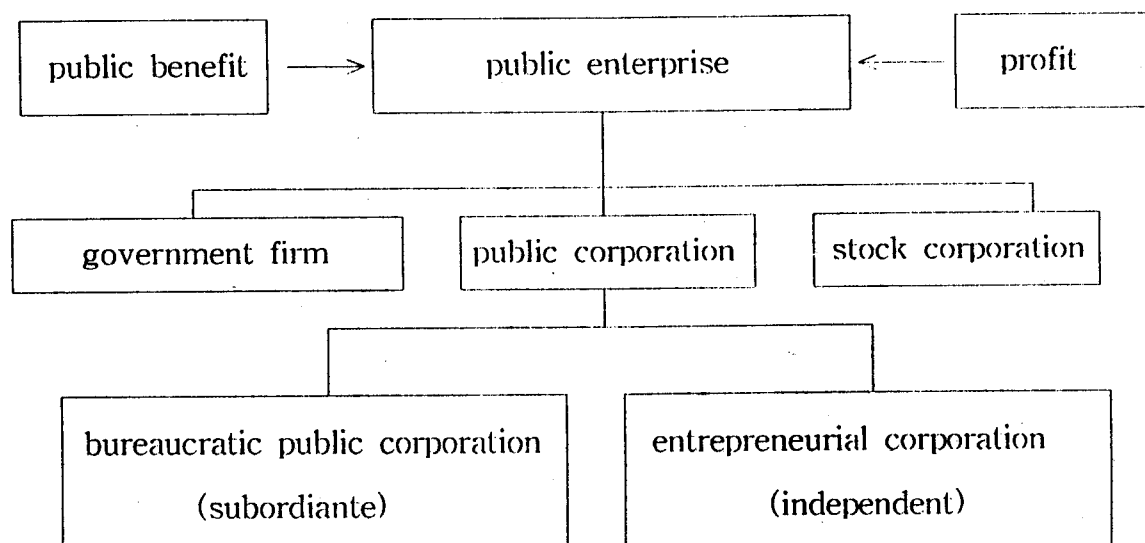 public benefit
public enterprise
profit
government firm
public corporation
stock corporation
bureaucratic public corporation
(subordiante)
entrepreneurial corporation
(independent)